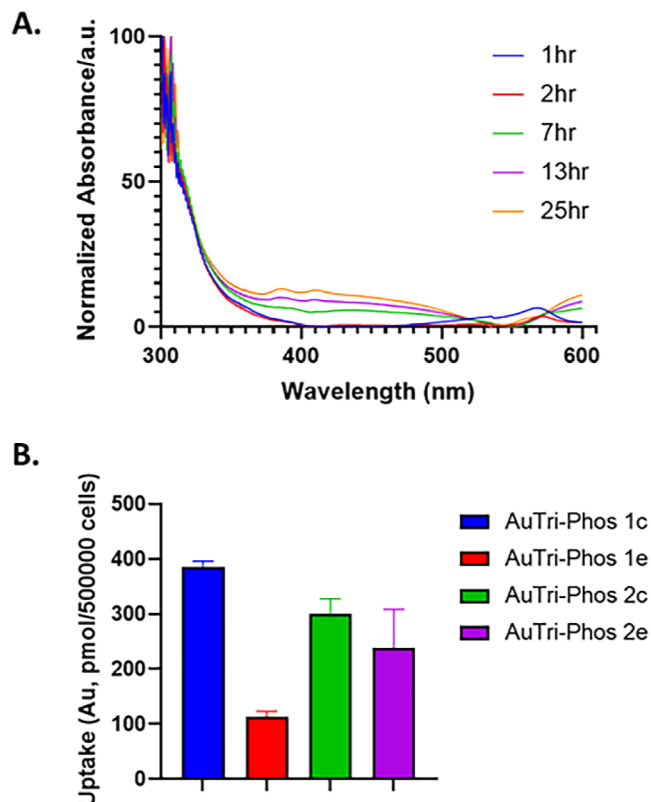 A.
Normalized Absorbance/a.u.
100
50
0
300
400
500
600
Wavelength (nm)
1hr
2hr
7hr
13hr
25hr
B.
Uptake (Au, pmol/500000 cells)
500
400
300
200
100
0
AuTri-Phos 1c
AuTri-Phos 1e
AuTri-Phos 2c
AuTri-Phos 2e